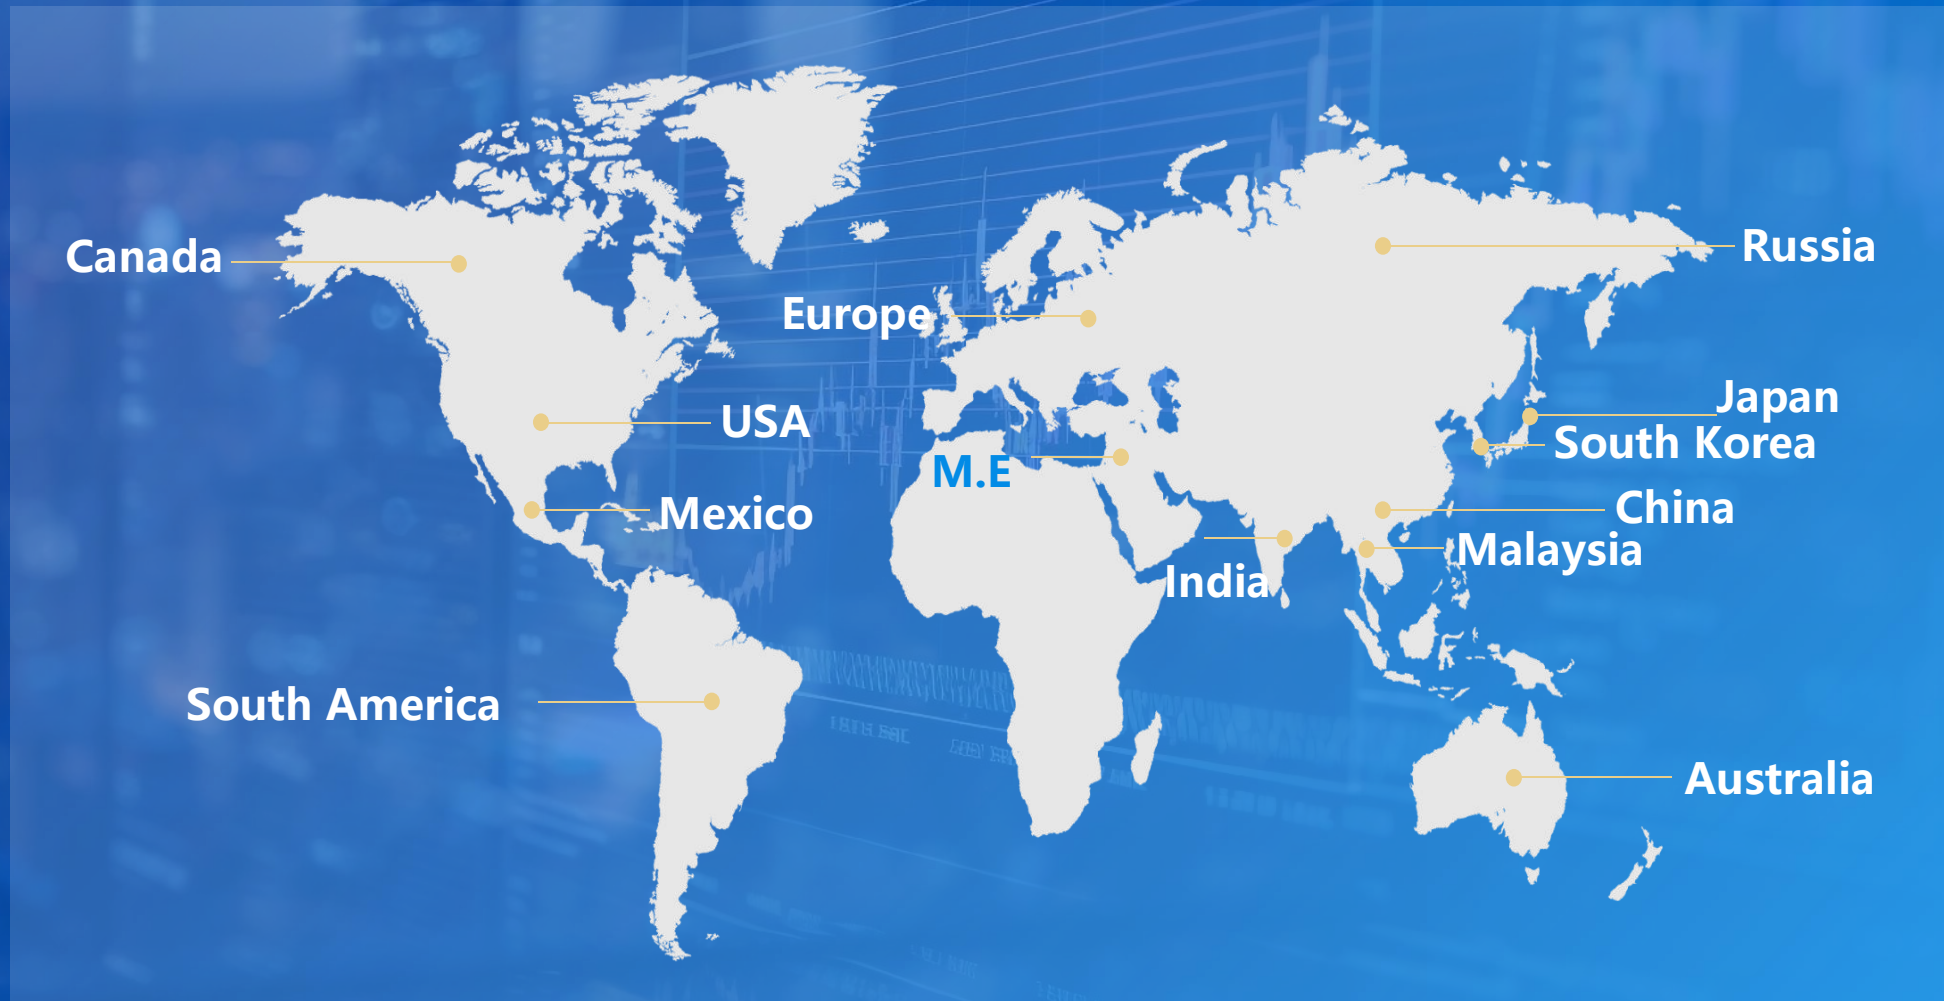 Canada
Russia
Europe
Japan
USA
South Korea
M.E
Mexico
China
Malaysia
India
South America
Australia